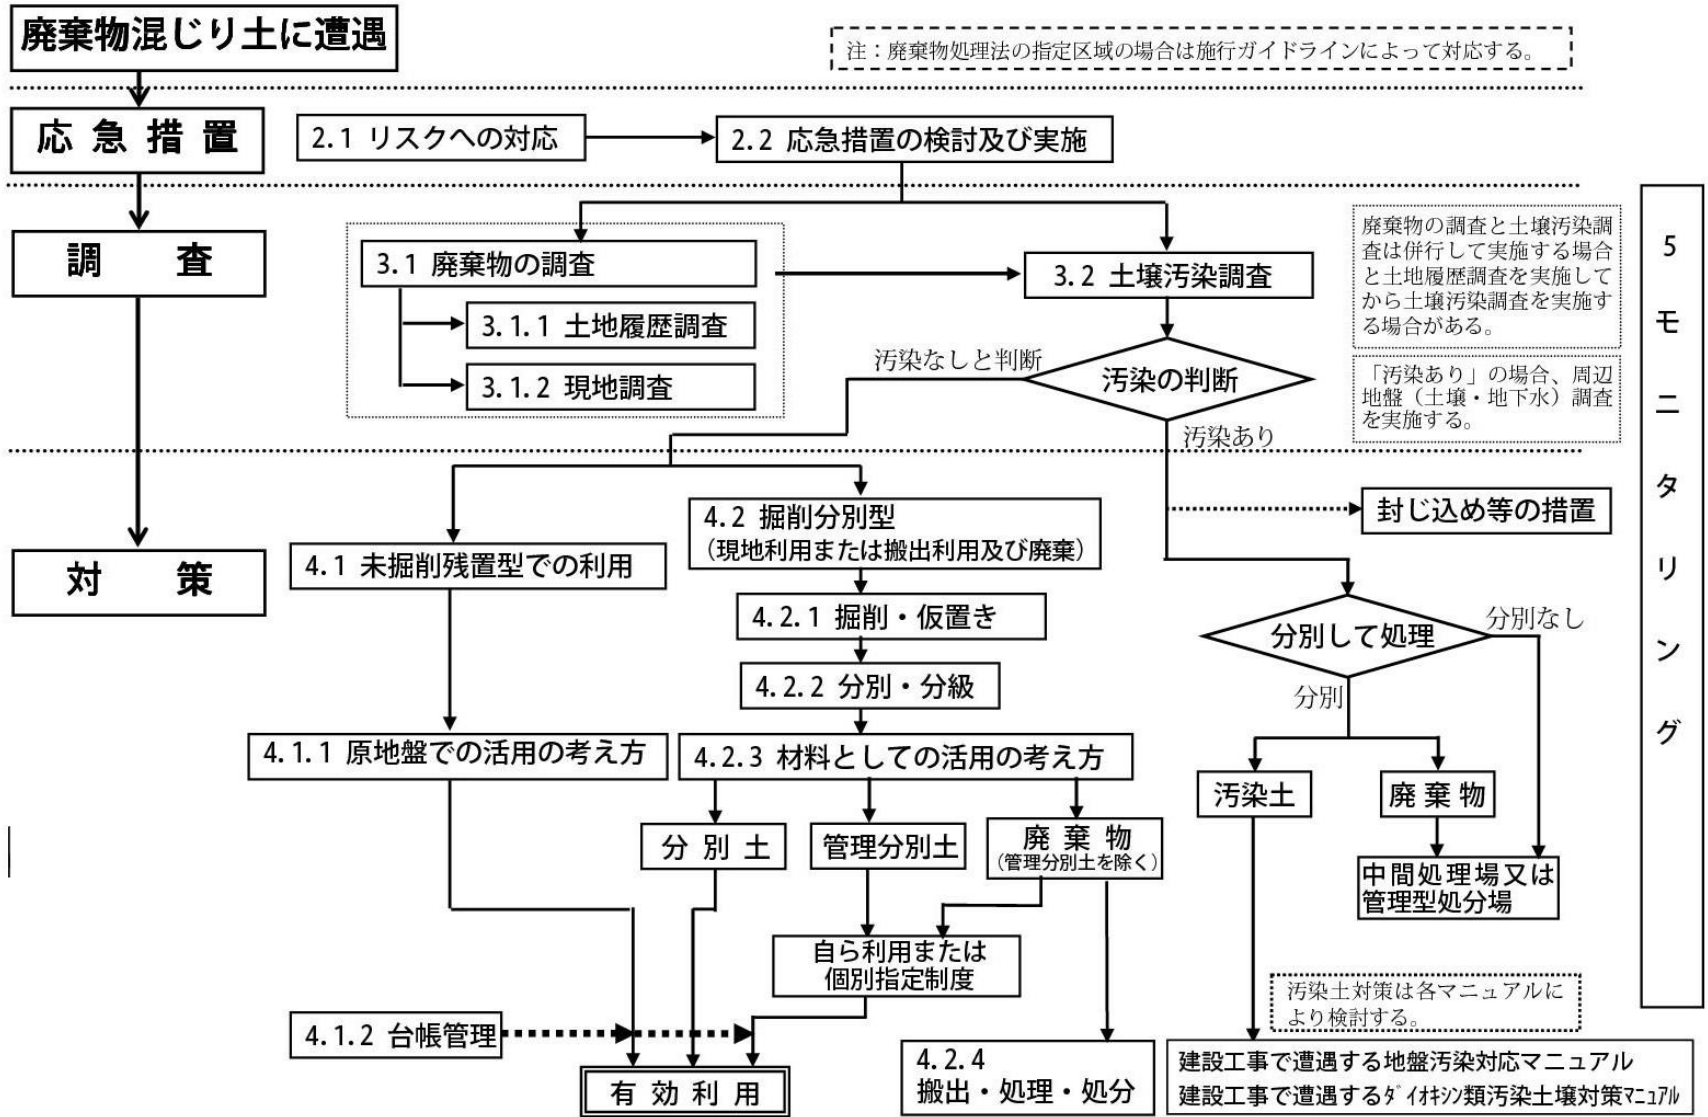 廃棄物混じり土に遭遇
注：廃棄物処理法の指定区域の場合は施行ガイドラインによって対応する。
応急措置
2.1 リスクへの対応
2.2 応急措置の検討及び実施
調　査
3.1 廃棄物の調査
3.1.1 土地履歴調査
3.1.2 現地調査
3.2 土壌汚染調査
廃棄物の調査と土壌汚染調
査は併行して実施する場合
と土地履歴調査を実施して
から土壌汚染調査を実施す
る場合がある。
汚染なしと判断
汚染の判断
「汚染あり」の場合、周辺
地盤（土壌・地下水）調査
を実施する。
汚染あり
対　策
4.1 未掘削残置型での利用
4.2 掘削分別型
（現地利用または搬出利用及び廃棄）
封じ込め等の措置
4.2.1 掘削・仮置き
分別して処理
分別なし
4.2.2 分別・分級
分別
4.1.1 原地盤での活用の考え方
4.2.3 材料としての活用の考え方
汚染土
廃棄物
分別土
管理分別土
廃棄物
（管理分別土を除く）
中間処理場又は
管理型処分場
自ら利用または
個別指定制度
汚染土対策は各マニュアルに
より検討する。
4.1.2 台帳管理
有効利用
4.2.4
搬出・処理・処分
建設工事で遭遇する地盤汚染対応マニュアル
建設工事で遭遇するﾀﾞｲｵｷｼﾝ類汚染土壌対策ﾏﾆｭｱﾙ
5
モ
ニ
タ
リ
ン
グ